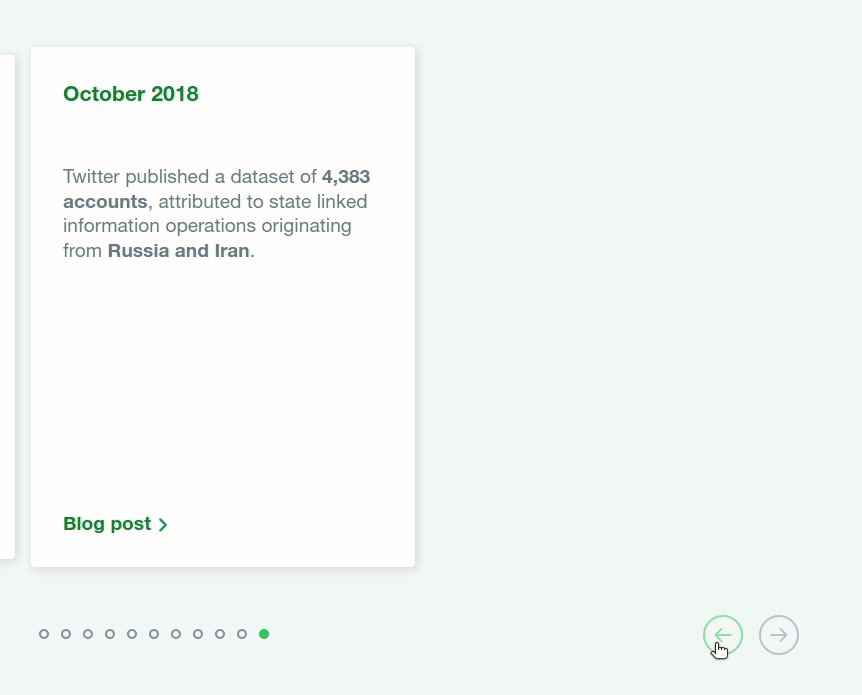 October 2018
Twitter published a dataset of 4,383
accounts, attributed to state linked
information operations originating
from Russia and Iran.
Blog post